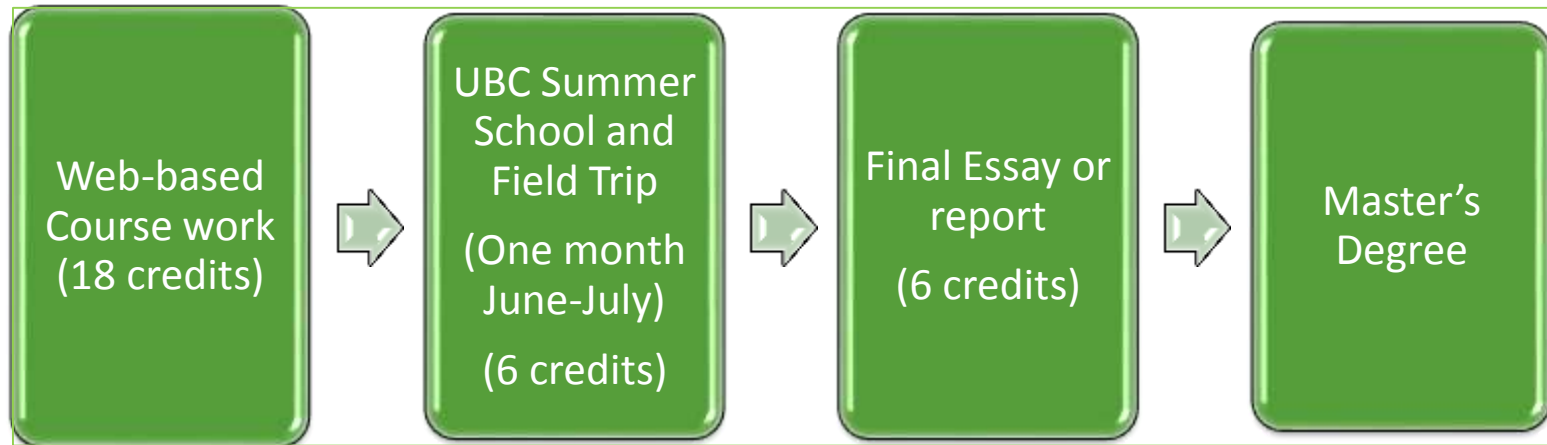 Web-based
Course work
(18 credits)
UBC Summer
School and
Field Trip
(One month
June-July)
(6 credits)
Final Essay or
report
(6 credits)
Master’s
Degree